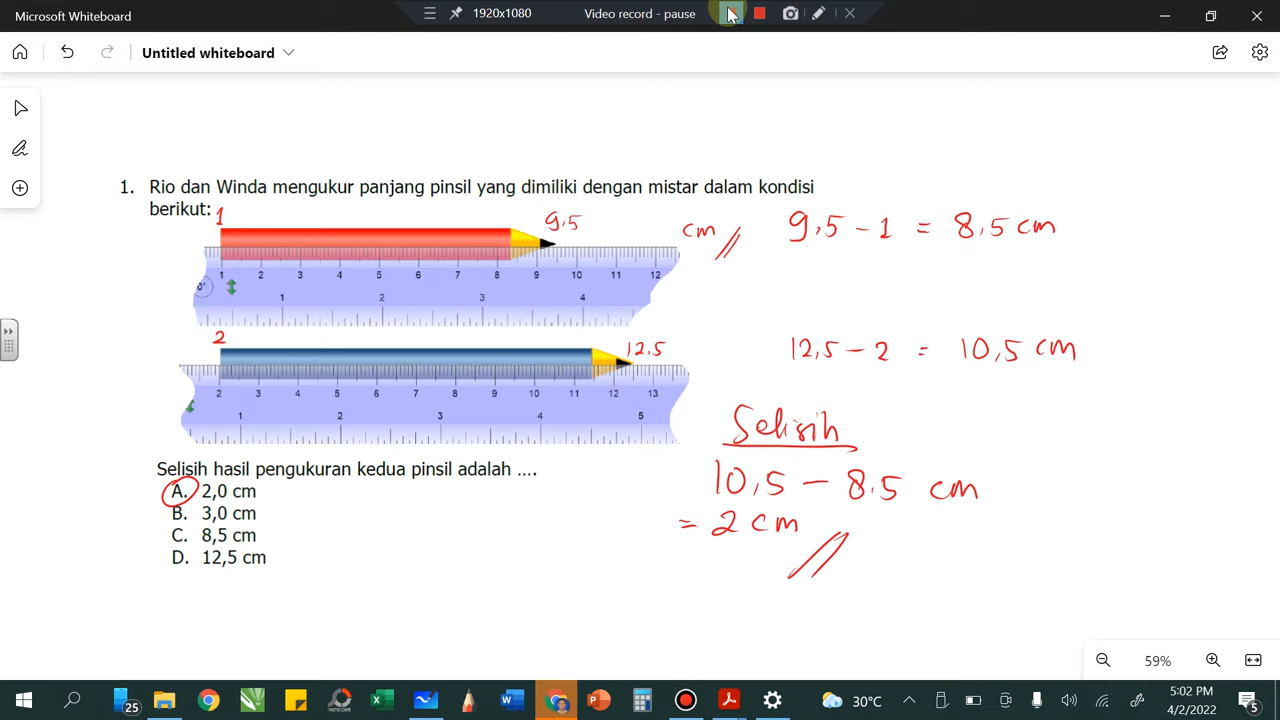 Microsoft Whiteboard
1920x1080
Video record - pause
Untitled whiteboard
1. Rio dan Winda mengukur panjang pinsil yang dimiliki dengan mistar dalam kondisi
berikut:
1
9,5
cm
9,5 - 1 = 8,5 cm
1 2 3 4 5 6 7 8 9 10 11 12
0°
1 2 3 4
2
12,5
12,5 - 2 = 10,5 cm
2 3 4 5 6 7 8 9 10 11 12 13
1 2 3 4 5
Selisih
Selisih hasil pengukuran kedua pinsil adalah ....
10,5 - 8,5 cm
A. 2,0 cm
= 2 cm
B. 3,0 cm
C. 8,5 cm
D. 12,5 cm
59%
25
30°C
5:02 PM
4/2/2022
5